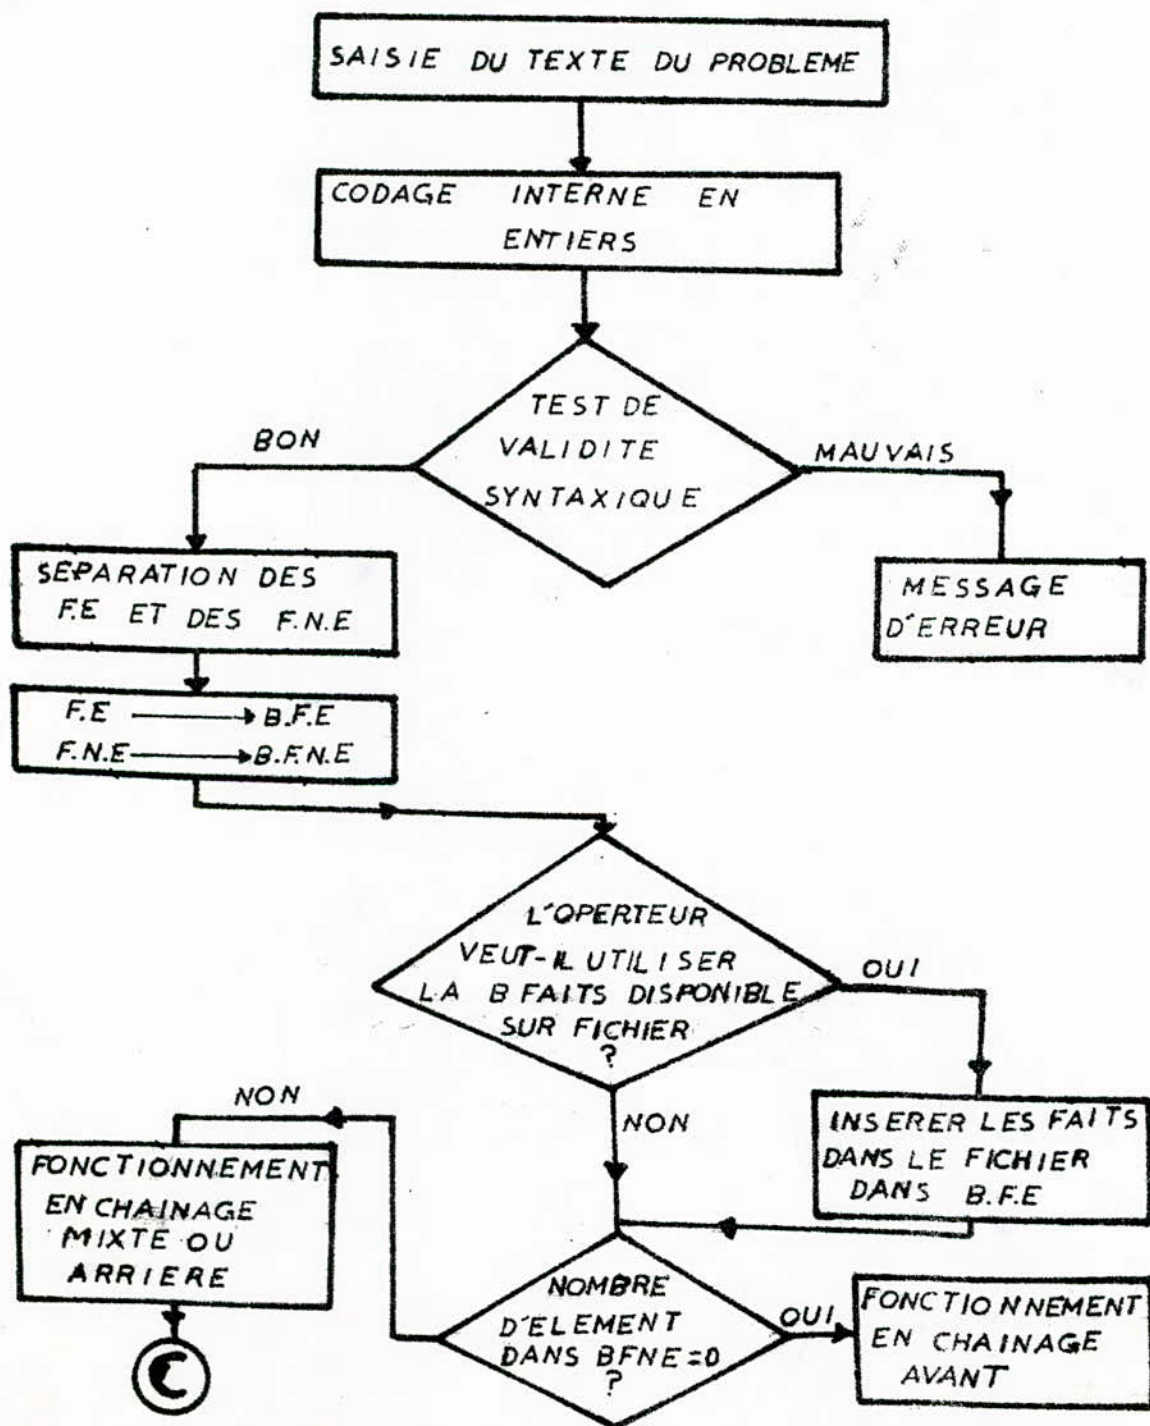 SAISIE DU TEXTE DU PROBLEME
CODAGE INTERNE EN
ENTIERS
TEST DE
VALIDITE
SYNTAXIQUE
BON
MAUVAIS
SEPARATION DES
F.E ET DES F.N.E
MESSAGE
D'ERREUR
F.E → B.F.E
F.N.E → B.F.N.E
L'OPERTEUR
VEUT-IL UTILISER
LA B FAITS DISPONIBLE
SUR FICHIER
?
OUI
NON
INSERER LES FAITS
DANS LE FICHIER
DANS B.F.E
NON
FONCTIONNEMENT
EN CHAINAGE
MIXTE OU
ARRIERE
C
NOMBRE
D'ELEMENT
DANS BFNE=0
?
OUI
FONCTIONNEMENT
EN CHAINAGE
AVANT